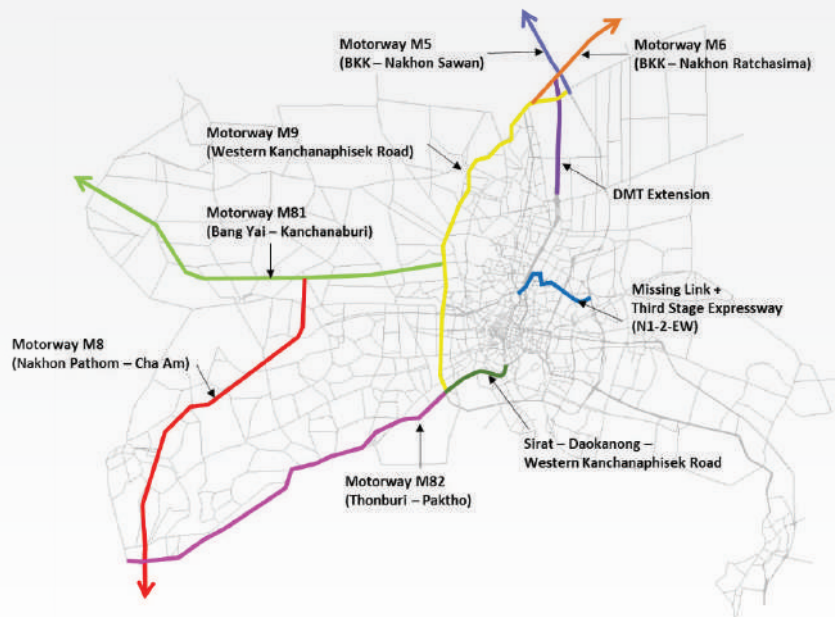 Motorway M5
(BKK – Nakhon Sawan)
Motorway M6
(BKK – Nakhon Ratchasima)
Motorway M9
(Western Kanchanaphisek Road)
DMT Extension
Motorway M81
(Bang Yai – Kanchanaburi)
Missing Link +
Third Stage Expressway
(N1-2-EW)
Motorway M8
(Nakhon Pathom – Cha Am)
Sirat – Daokanong –
Western Kanchanaphisek Road
Motorway M82
(Thonburi – Paktho)